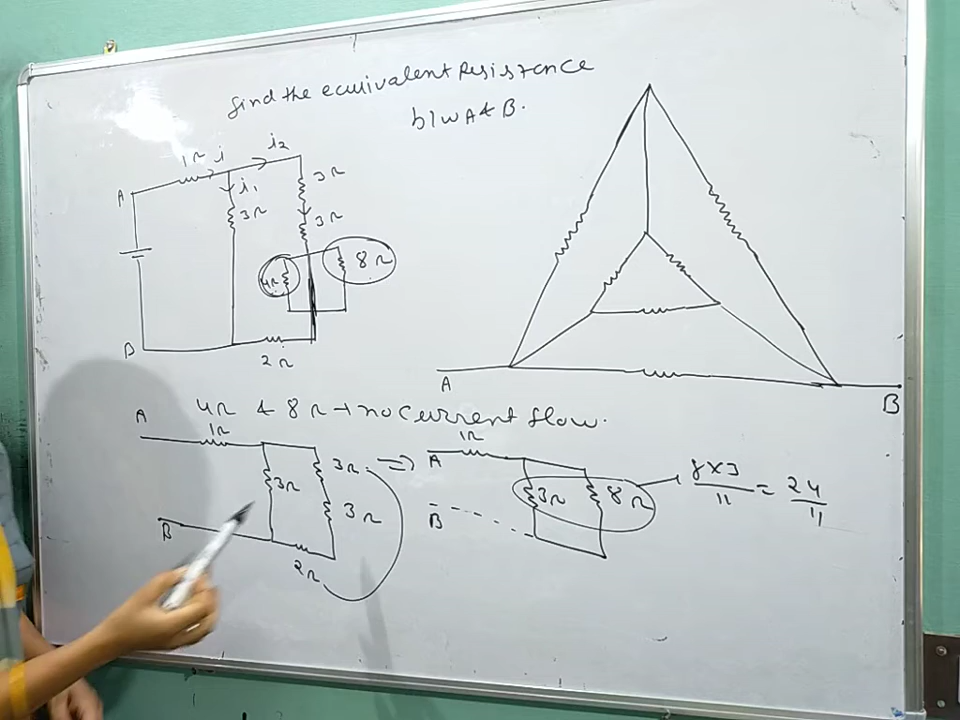 find the equivalent Resistance
b/w A & B.
1Ω i i₂
A
i₁
3Ω
3Ω
3Ω
4Ω
8Ω
B
2Ω
A
B
4Ω & 8Ω → no current flow.
A
1Ω
3Ω
3Ω
3Ω
B
2Ω
⇒
1Ω
A
3Ω
8Ω
B
8×3/11 = 24/11